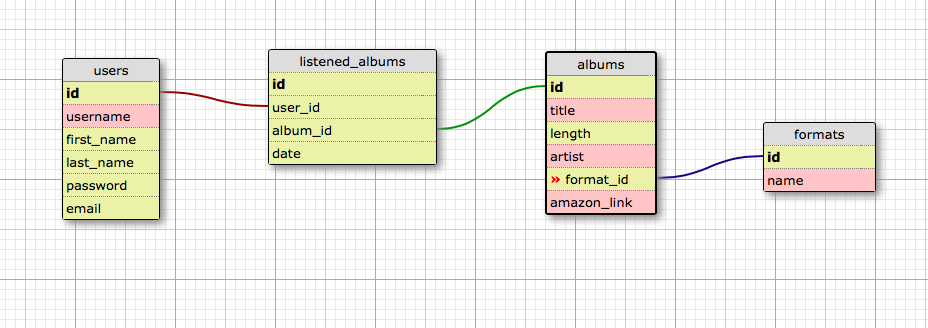 users
id
username
first_name
last_name
password
email
listened_albums
id
user_id
album_id
date
albums
id
title
length
artist
» format_id
amazon_link
formats
id
name